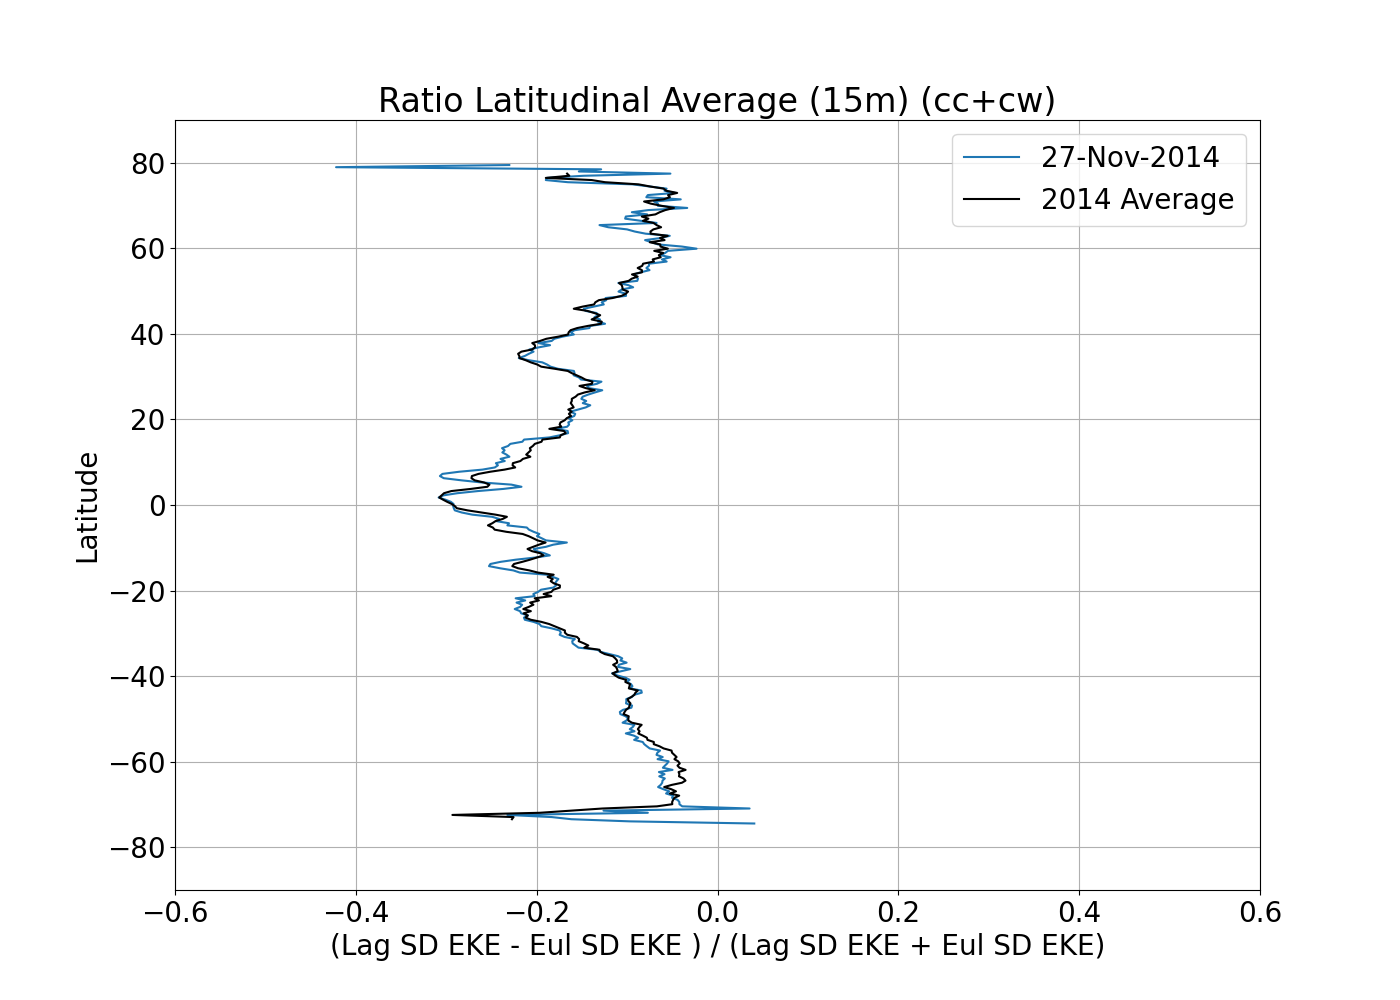 Ratio Latitudinal Average (15m) (cc+cw)
27-Nov-2014
2014 Average
80
60
40
20
0
−20
−40
−60
−80
Latitude
−0.6 −0.4 −0.2 0.0 0.2 0.4 0.6
(Lag SD EKE - Eul SD EKE ) / (Lag SD EKE + Eul SD EKE)